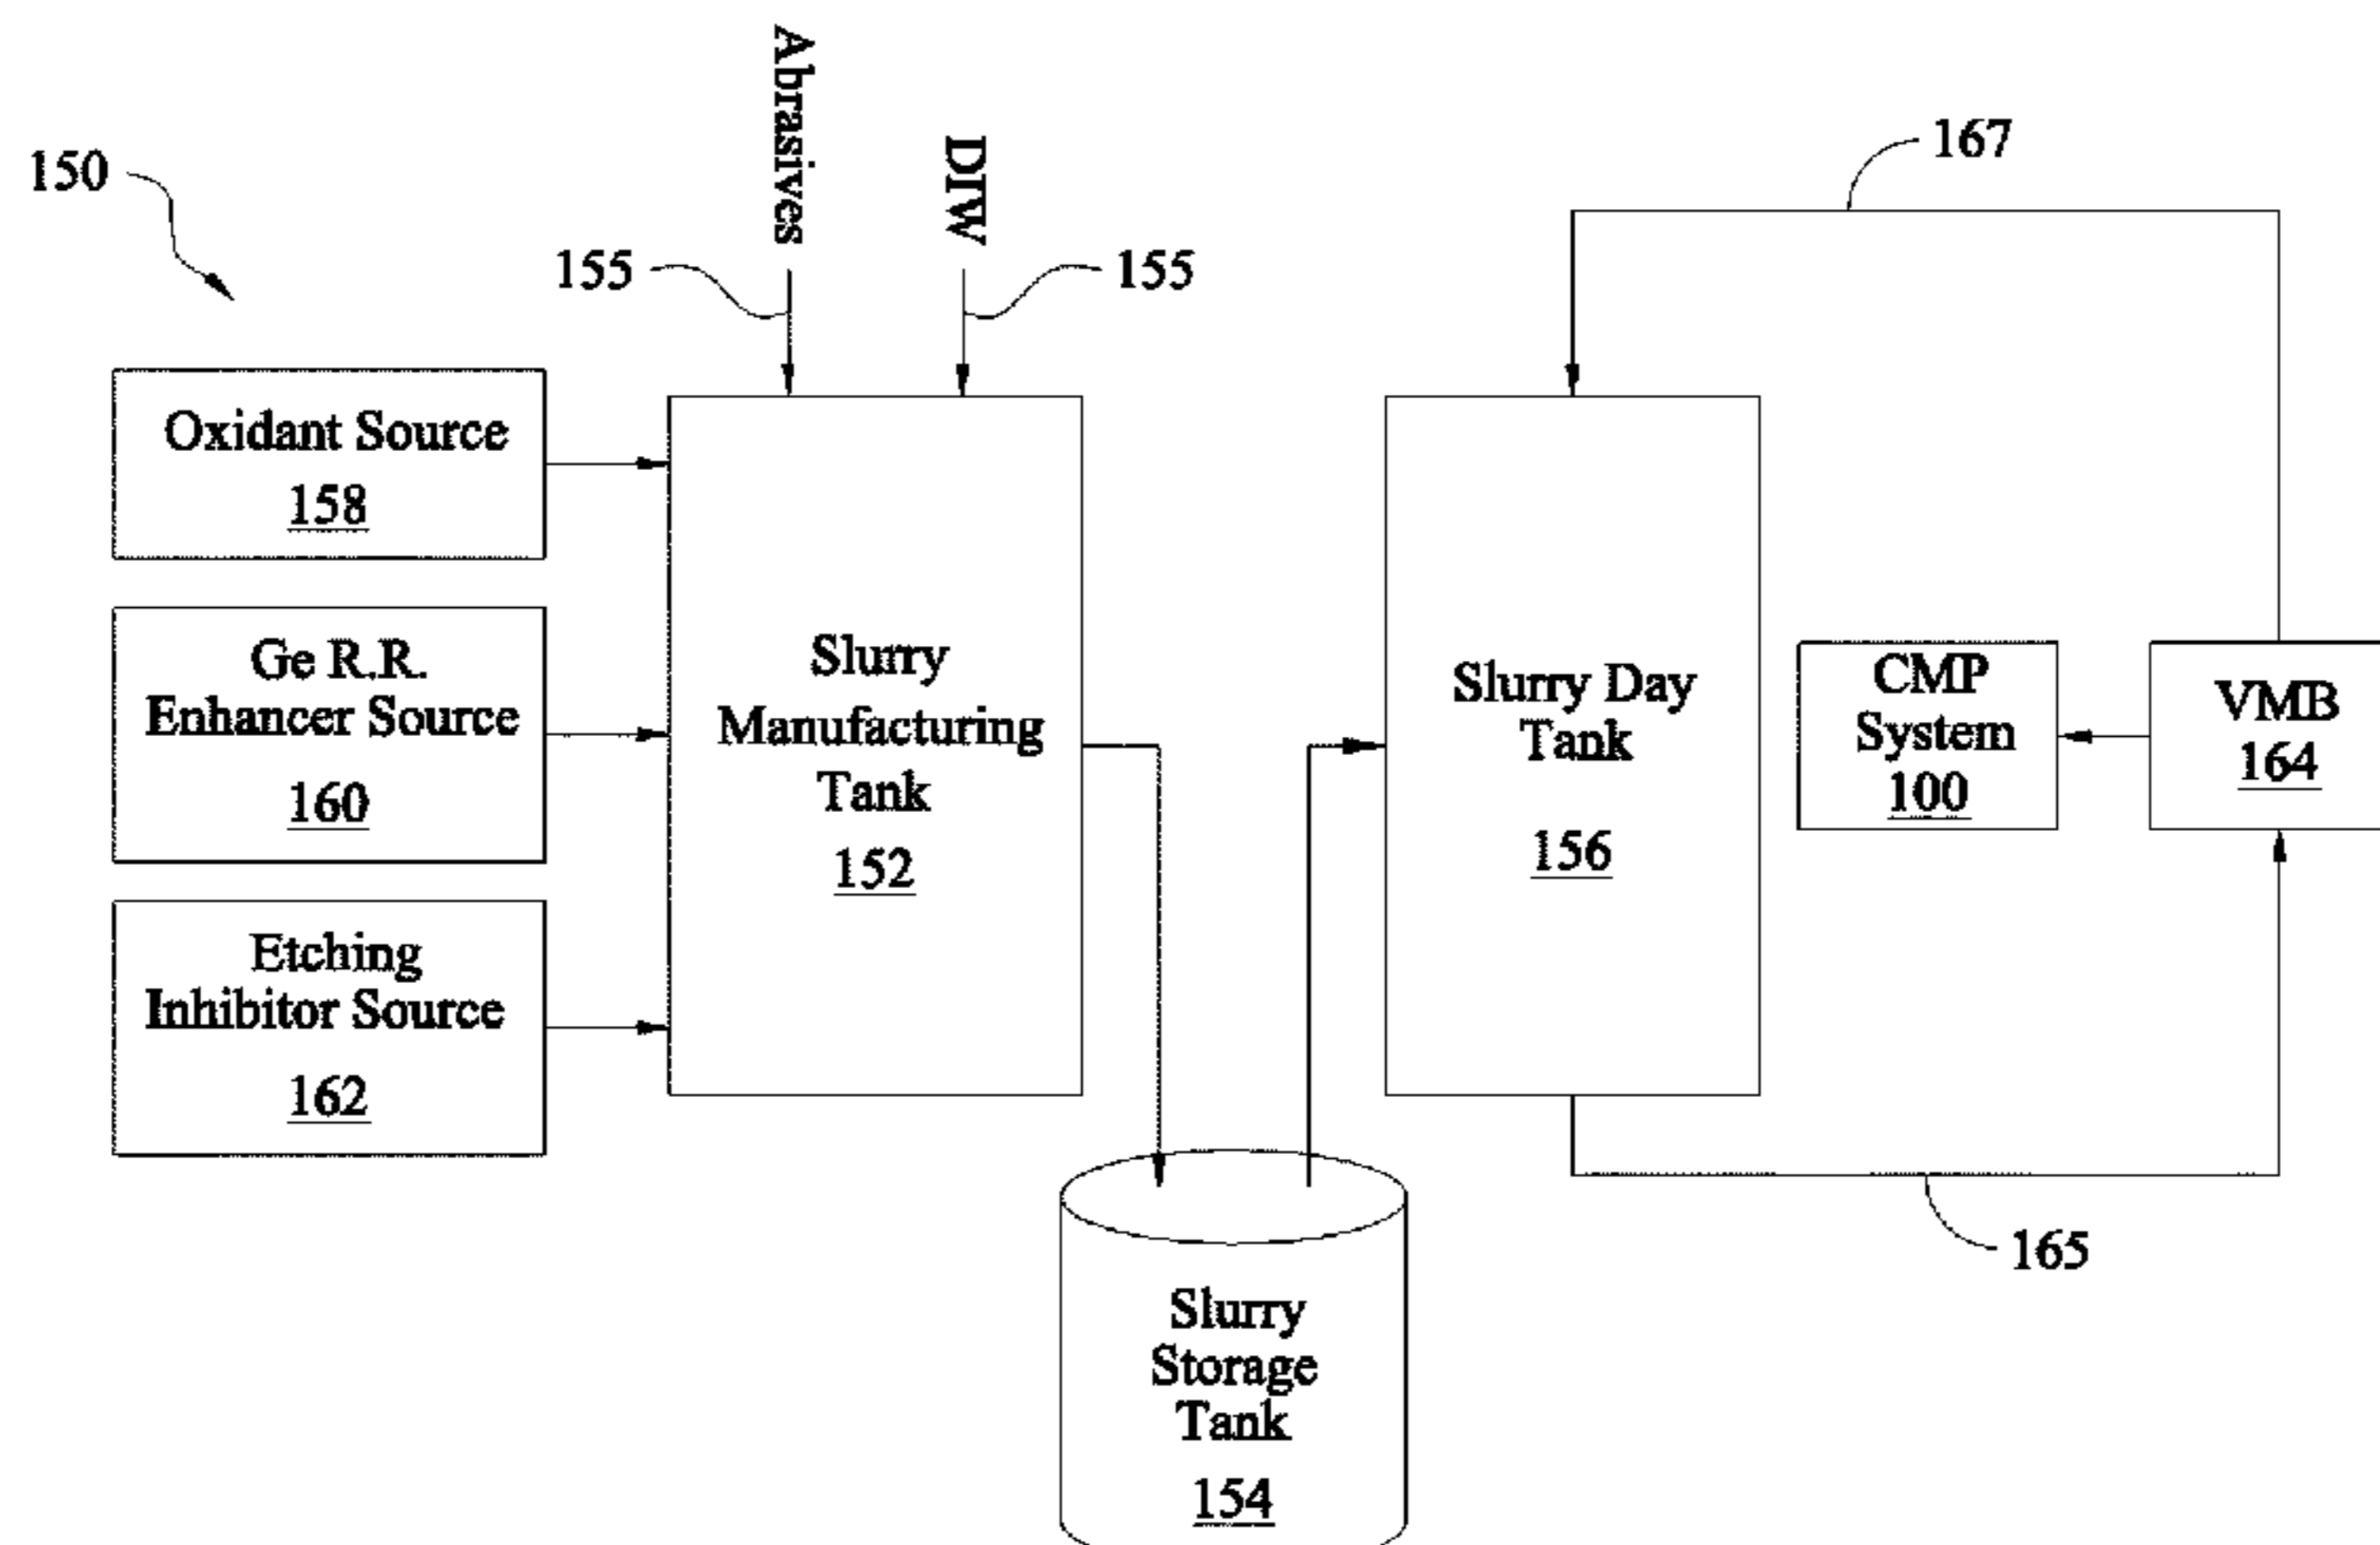 150
Abrasives
DIW
155
155
167
Oxidant Source
158
Ge R.R.
Enhancer Source
160
Etching
Inhibitor Source
162
Slurry
Manufacturing
Tank
152
Slurry Day
Tank
156
CMP
System
100
VMB
164
165
Slurry
Storage
Tank
154